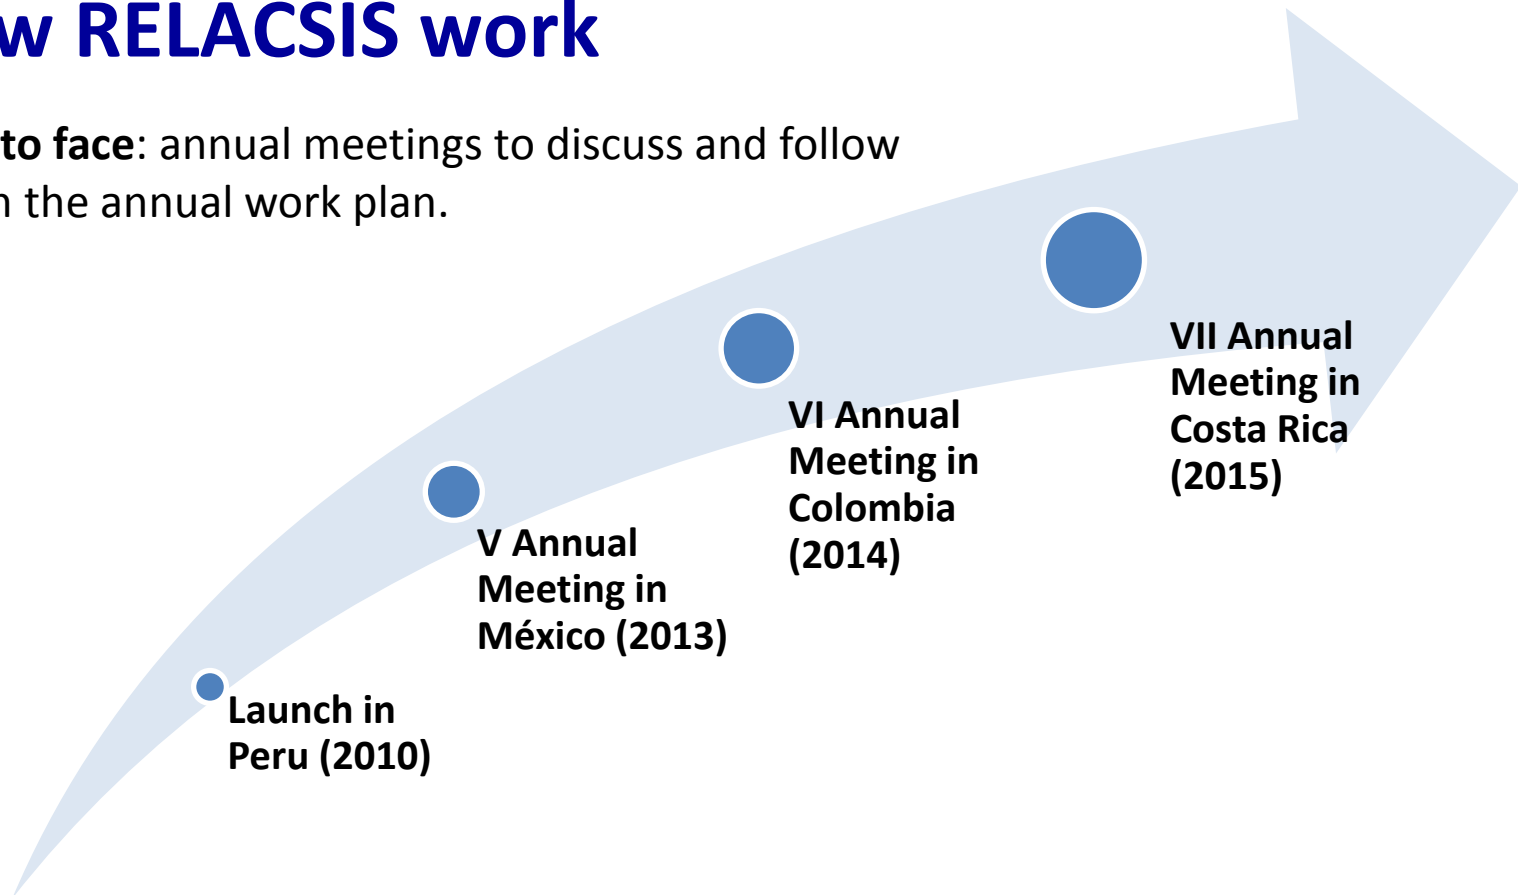 w RELACSIS work
to face: annual meetings to discuss and follow
n the annual work plan.
VII Annual
Meeting in
Costa Rica
(2015)
VI Annual
Meeting in
Colombia
(2014)
V Annual
Meeting in
México (2013)
Launch in
Peru (2010)